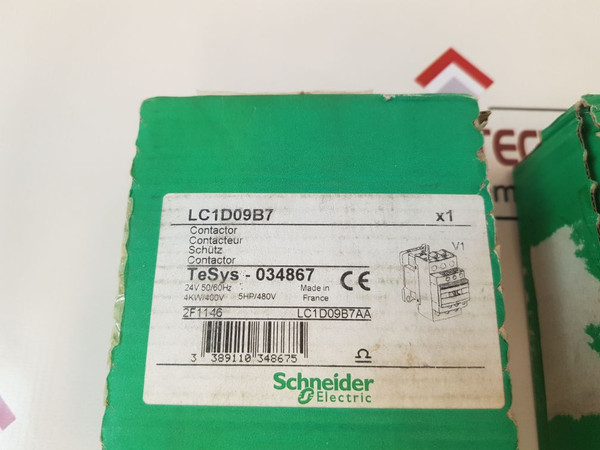 LC1D09B7 x1
Contactor
Contacteur
Schütz
Contactor
V1
TeSys - 034867 CE
24V 50/60Hz Made in
4KW/400V 5HP/480V France
2F1146 LC1D09B7AA
3 389110 348675
Schneider
Electric
TEC